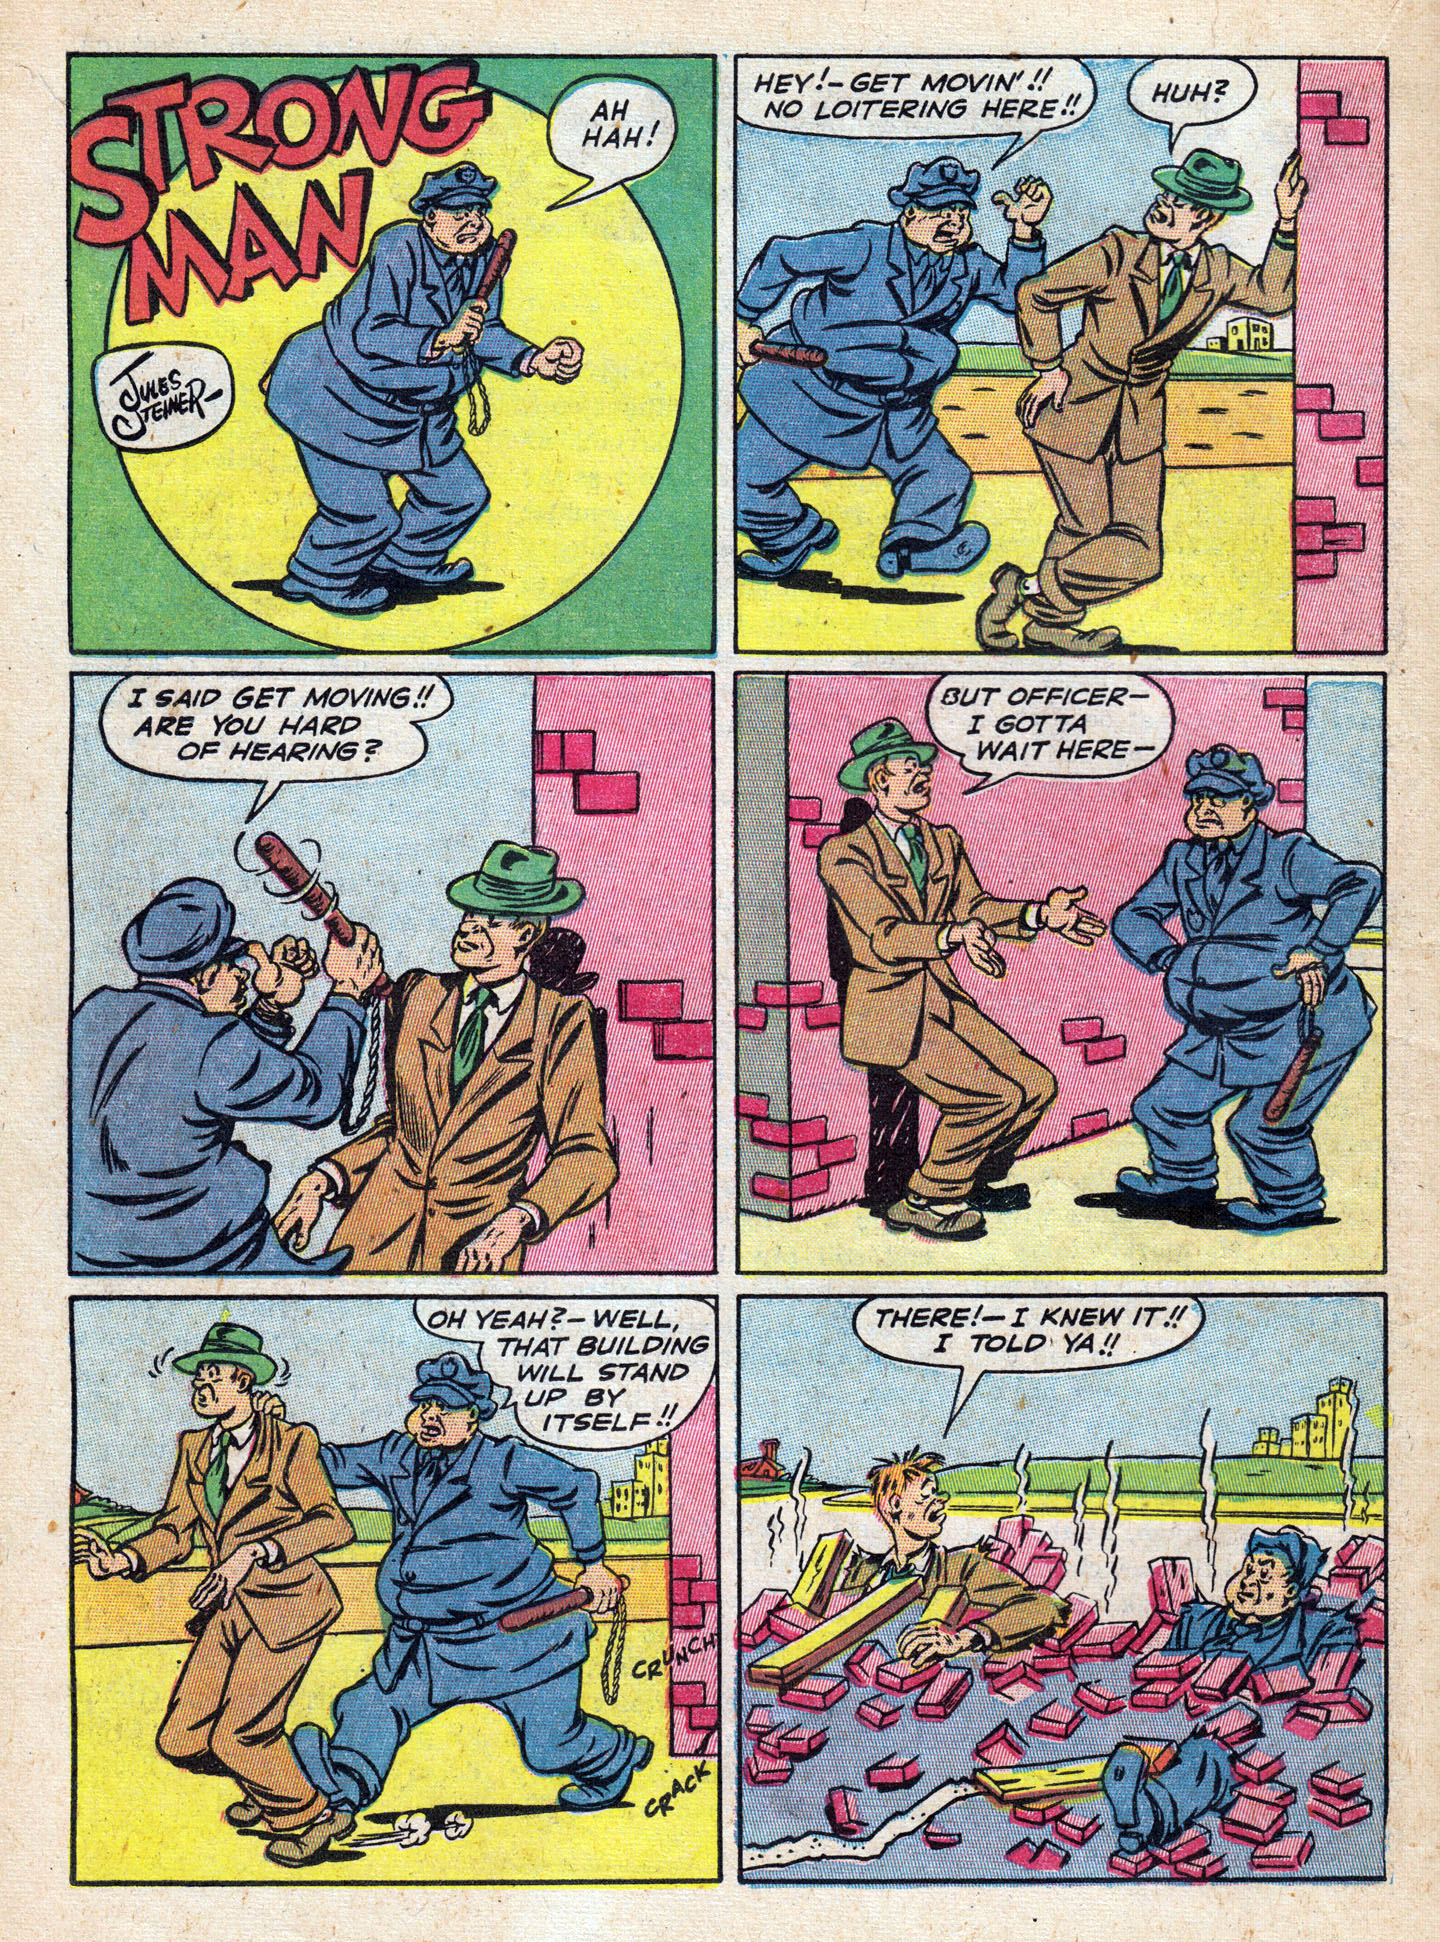 STRONG
MAN
JULES
STEINER-
AH
HAH!
HEY!-GET MOVIN'!!
NO LOITERING HERE!!
HUH?
I SAID GET MOVING!!
ARE YOU HARD
OF HEARING?
BUT OFFICER-
I GOTTA
WAIT HERE-
OH YEAH?-WELL,
THAT BUILDING
WILL STAND
UP BY
ITSELF!!
CRUNCH
CRACK
THERE!-I KNEW IT!!
I TOLD YA!!